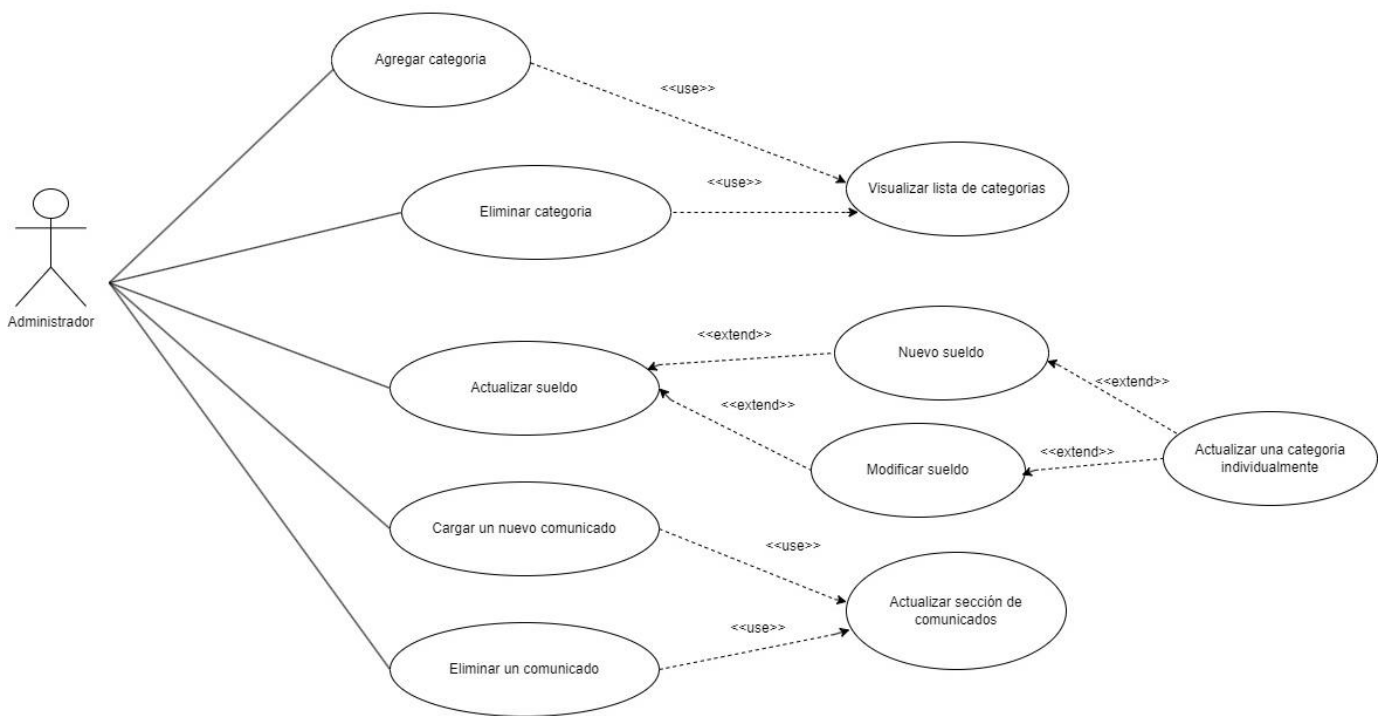 Agregar categoria
<<use>>
Visualizar lista de categorias
<<use>>
Eliminar categoria
Administrador
<<extend>>
Nuevo sueldo
Actualizar sueldo
<<extend>>
<<extend>>
Modificar sueldo
<<extend>>
Actualizar una categoria
individualmente
Cargar un nuevo comunicado
<<use>>
Actualizar sección de
comunicados
<<use>>
Eliminar un comunicado